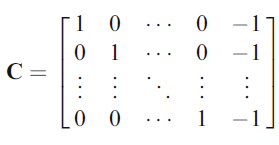 C = [ 1 0 ⋯ 0 −1
0 1 ⋯ 0 −1
⋮ ⋮ ⋱ ⋮ ⋮
0 0 ⋯ 1 −1 ]